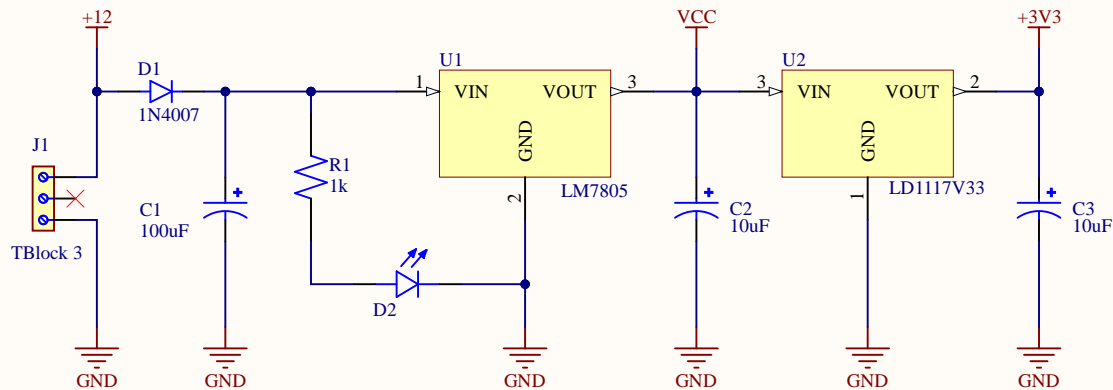 +12
VCC
+3V3
D1
1N4007
U1
1
VIN
VOUT
3
GND
2
LM7805
U2
3
VIN
VOUT
2
GND
1
LD1117V33
J1
TBlock 3
R1
1k
C1
100uF
+
D2
C2
10uF
+
C3
10uF
+
GND
GND
GND
GND
GND
GND